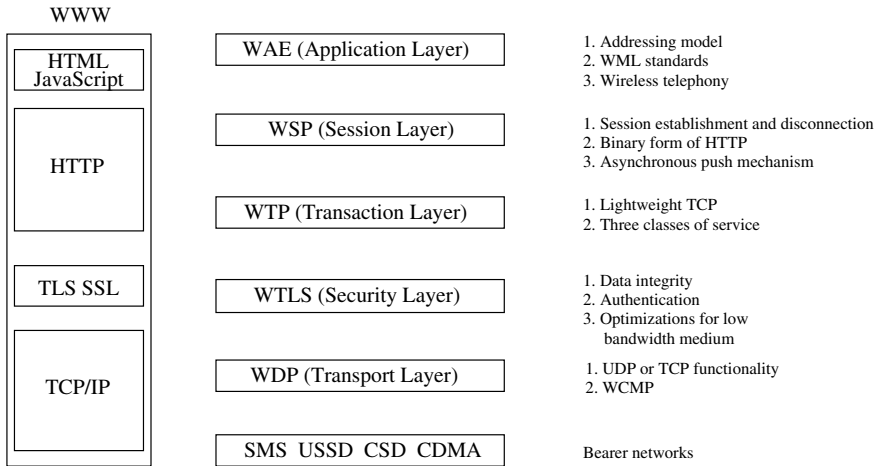 WWW
HTML
JavaScript
HTTP
TLS SSL
TCP/IP
WAE (Application Layer)
WSP (Session Layer)
WTP (Transaction Layer)
WTLS (Security Layer)
WDP (Transport Layer)
SMS USSD CSD CDMA
1. Addressing model
2. WML standards
3. Wireless telephony
1. Session establishment and disconnection
2. Binary form of HTTP
3. Asynchronous push mechanism
1. Lightweight TCP
2. Three classes of service
1. Data integrity
2. Authentication
3. Optimizations for low
bandwidth medium
1. UDP or TCP functionality
2. WCMP
Bearer networks